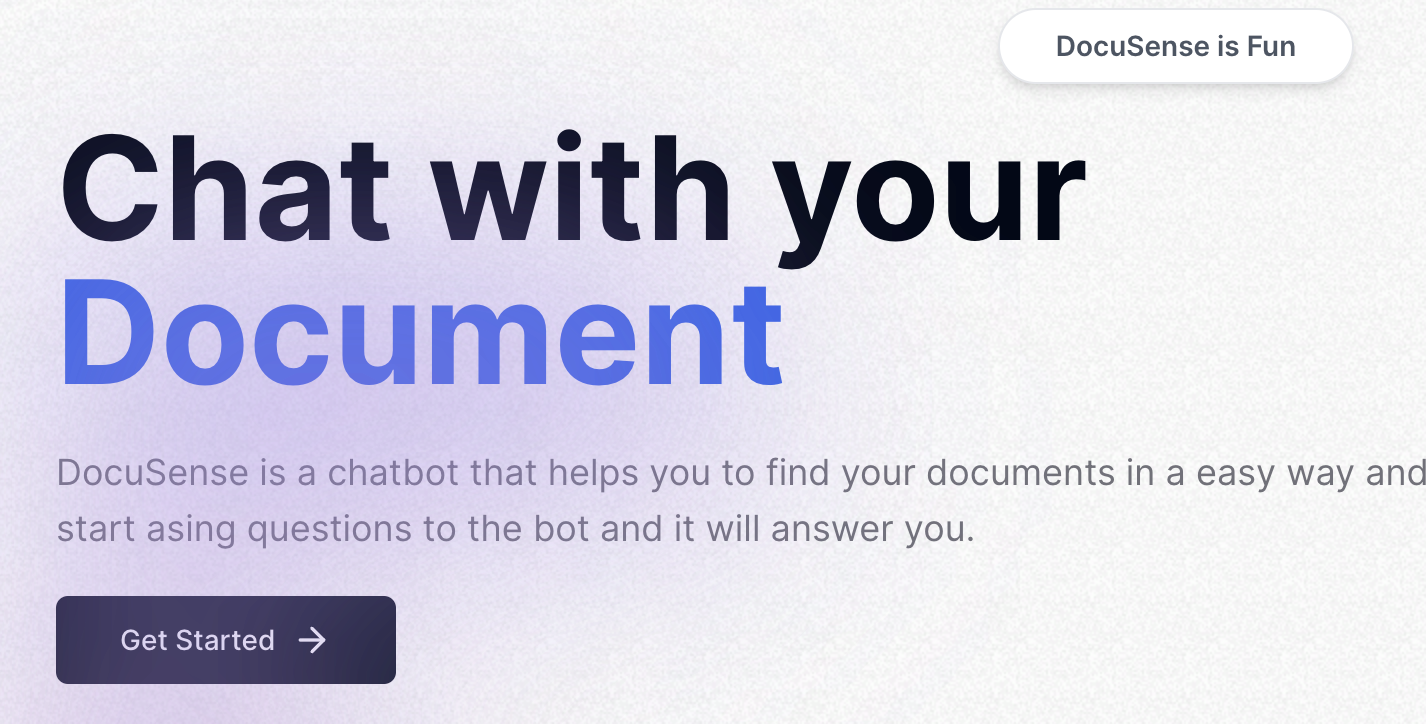 DocuSense is Fun
Chat with your
Document
DocuSense is a chatbot that helps you to find your documents in a easy way and
start asing questions to the bot and it will answer you.
Get Started